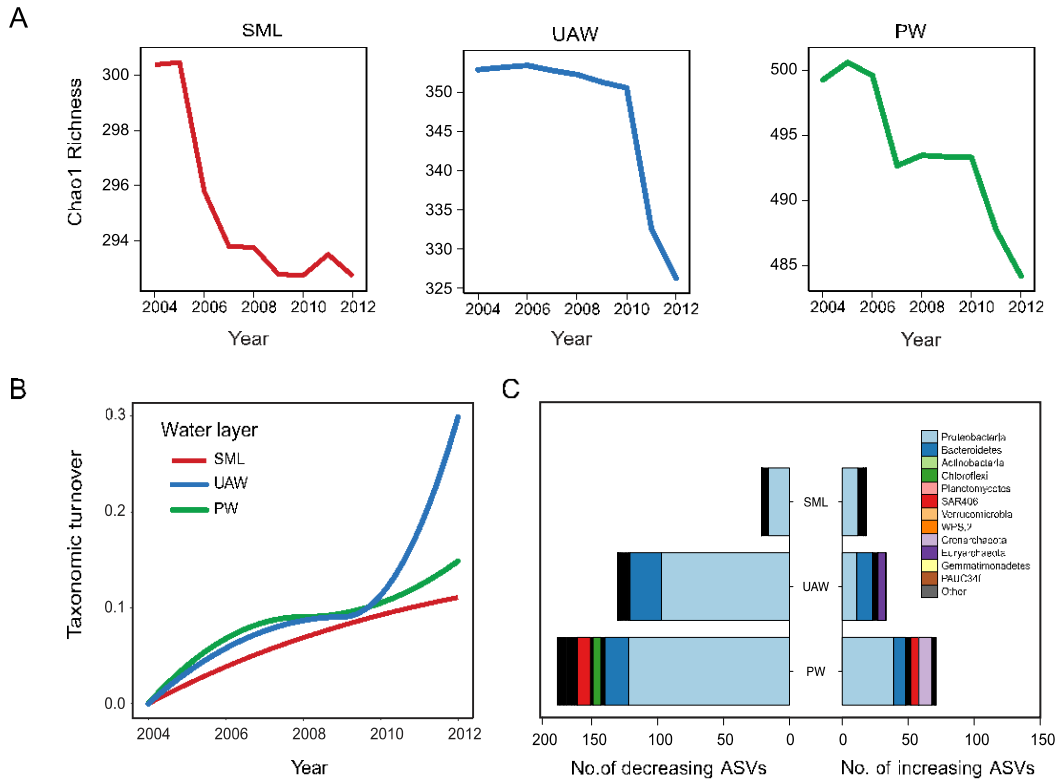 A
SML
UAW
PW
Chao1 Richness
300
298
296
294
2004 2006 2008 2010 2012
Year
350
345
340
335
330
325
2004 2006 2008 2010 2012
Year
500
495
490
485
2004 2006 2008 2010 2012
Year
B
Taxonomic turnover
0.3
0.2
0.1
0.0
Water layer
SML
UAW
PW
2004 2006 2008 2010 2012
Year
C
Proteobacteria
Bacteroidetes
Actinobacteria
Chloroflexi
Planctomycetes
SAR406
Verrucomicrobia
WPS.2
Crenarchaeota
Euryarchaeota
Gemmatimonadetes
PAUC34f
Other
SML
UAW
PW
200 150 100 50 0
0 50 100 150
No.of decreasing ASVs
No. of increasing ASVs